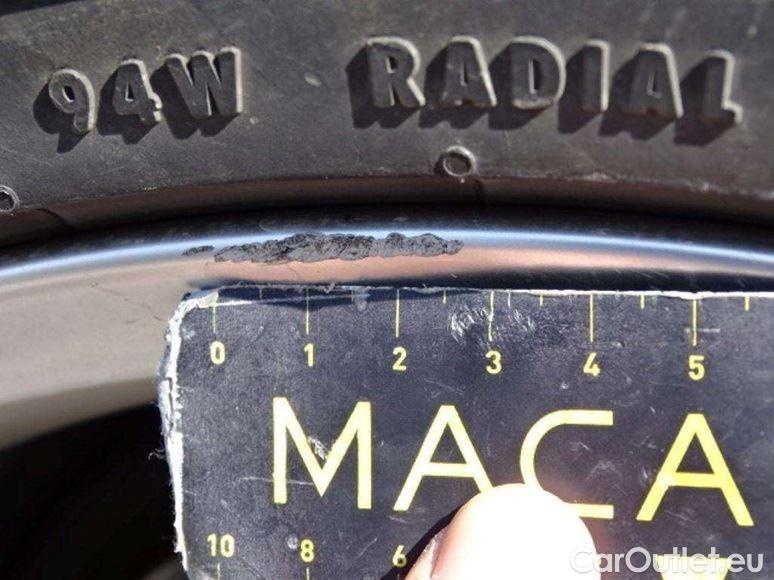 94W RADIAL
0 1 2 3 4 5
MACA
10 8 6
CarOutlet.eu